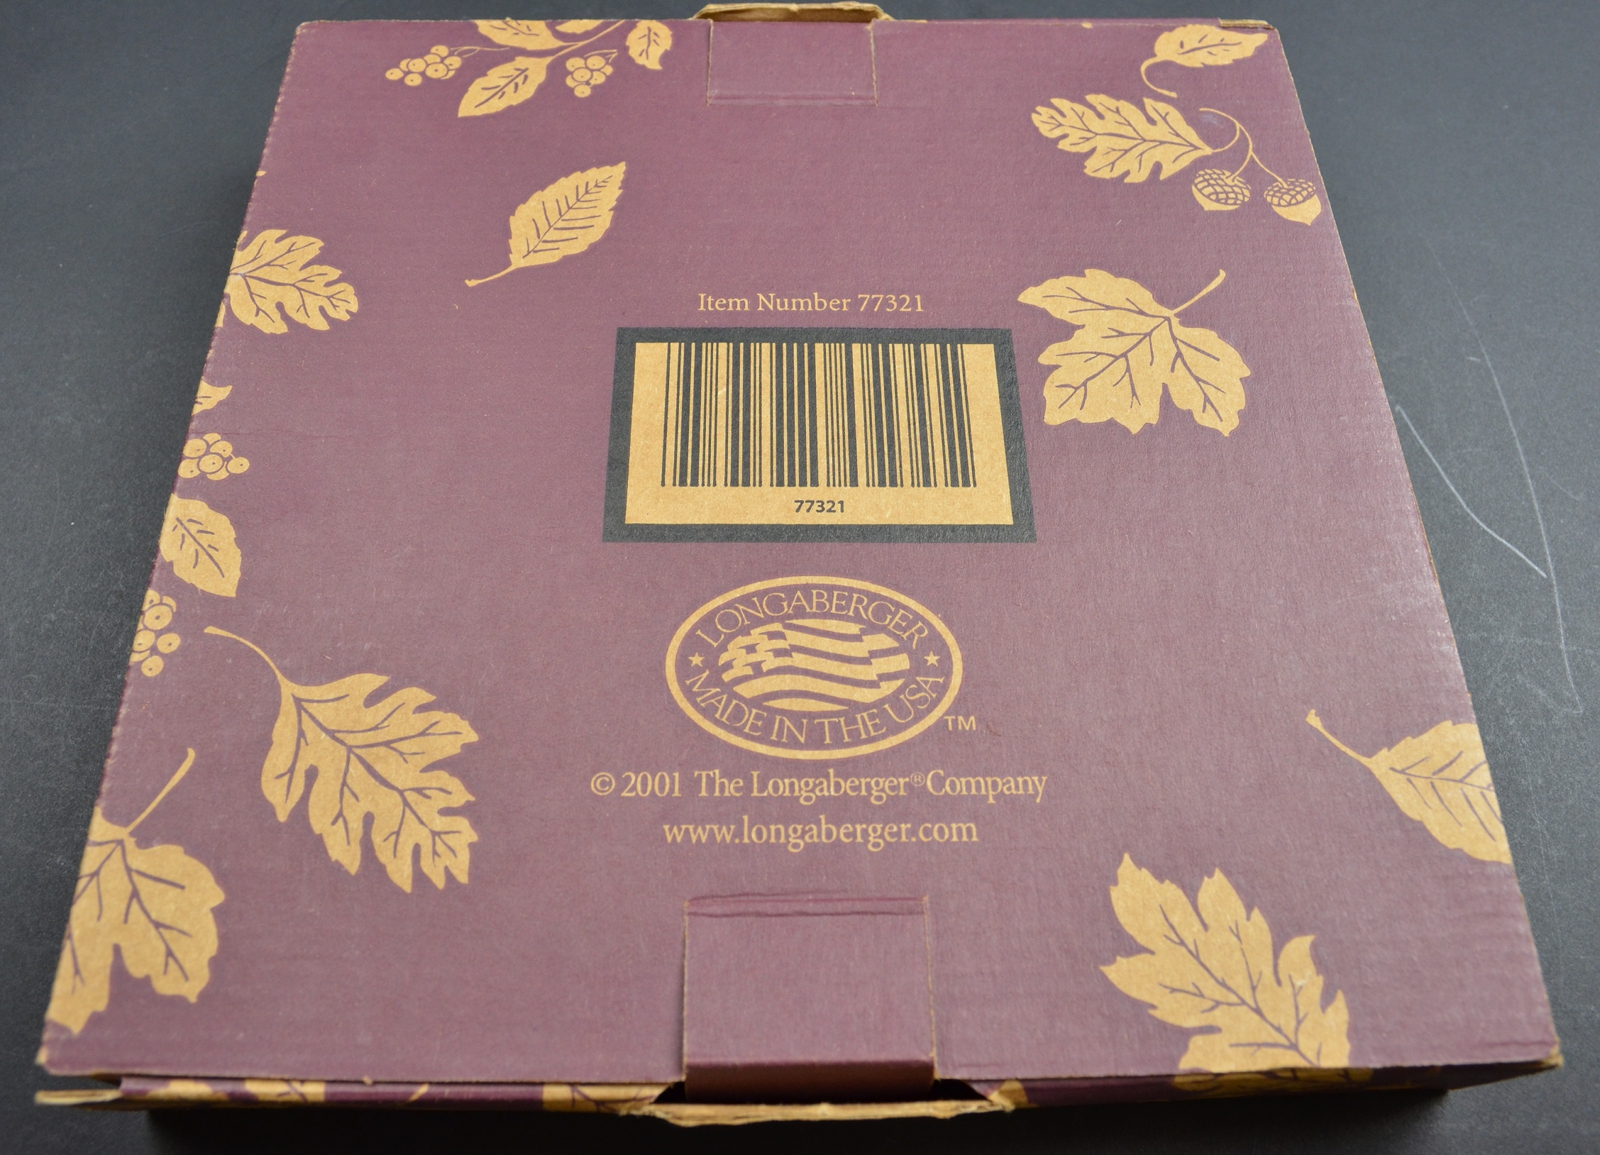 Item Number 77321
77321
LONGABERGER
★ MADE IN THE USA ★
TM
© 2001 The Longaberger® Company
www.longaberger.com